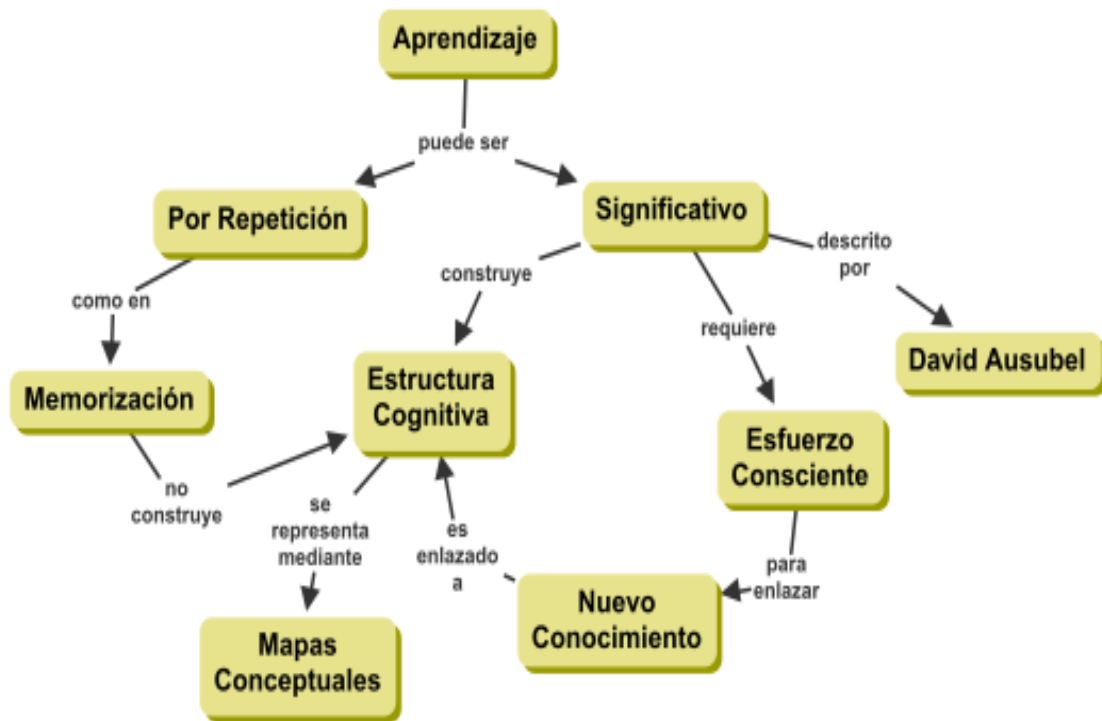 Aprendizaje
puede ser
Por Repetición
Significativo
como en
construye
requiere
descrito
por
Memorización
Estructura
Cognitiva
David Ausubel
Esfuerzo
Consciente
no
construye
se
representa
mediante
es
enlazado
a
para
enlazar
Nuevo
Conocimiento
Mapas
Conceptuales